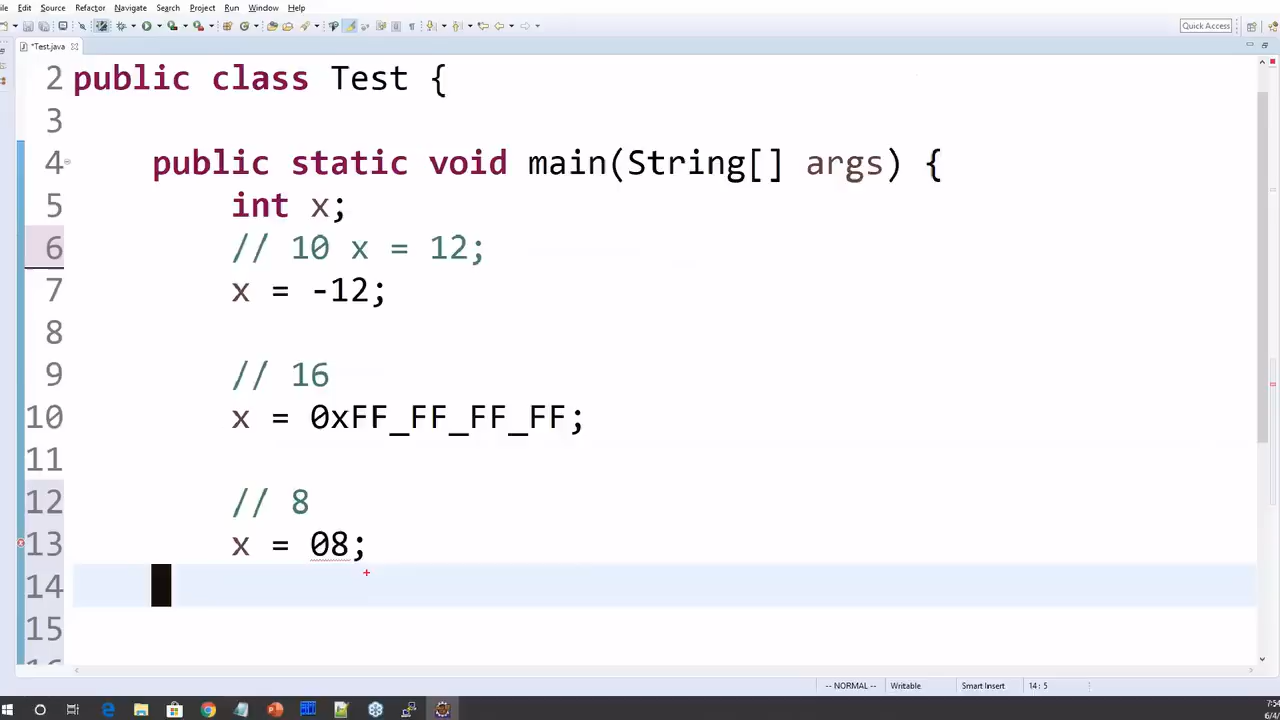 File Edit Source Refactor Navigate Search Project Run Window Help
Quick Access
*Test.java
2 public class Test {
3
4 public static void main(String[] args) {
5 int x;
6 // 10 x = 12;
7 x = -12;
8
9 // 16
10 x = 0xFF_FF_FF_FF;
11
12 // 8
13 x = 08;
14
15
-- NORMAL -- Writable Smart Insert 14 : 5